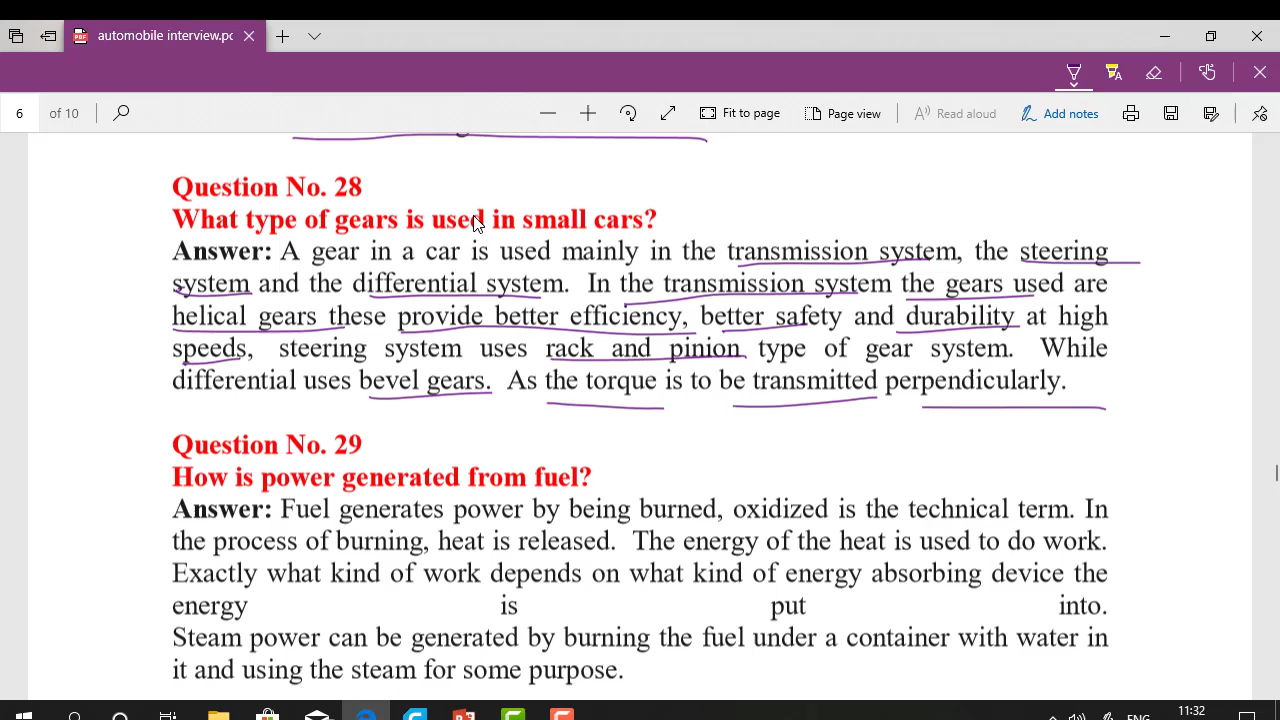 automobile interview.pc
6 of 10 Fit to page Page view Read aloud Add notes
Question No. 28
What type of gears is used in small cars?
Answer: A gear in a car is used mainly in the transmission system, the steering
system and the differential system. In the transmission system the gears used are
helical gears these provide better efficiency, better safety and durability at high
speeds, steering system uses rack and pinion type of gear system. While
differential uses bevel gears. As the torque is to be transmitted perpendicularly.
Question No. 29
How is power generated from fuel?
Answer: Fuel generates power by being burned, oxidized is the technical term. In
the process of burning, heat is released. The energy of the heat is used to do work.
Exactly what kind of work depends on what kind of energy absorbing device the
energy is put into.
Steam power can be generated by burning the fuel under a container with water in
it and using the steam for some purpose.
11:32
ENG